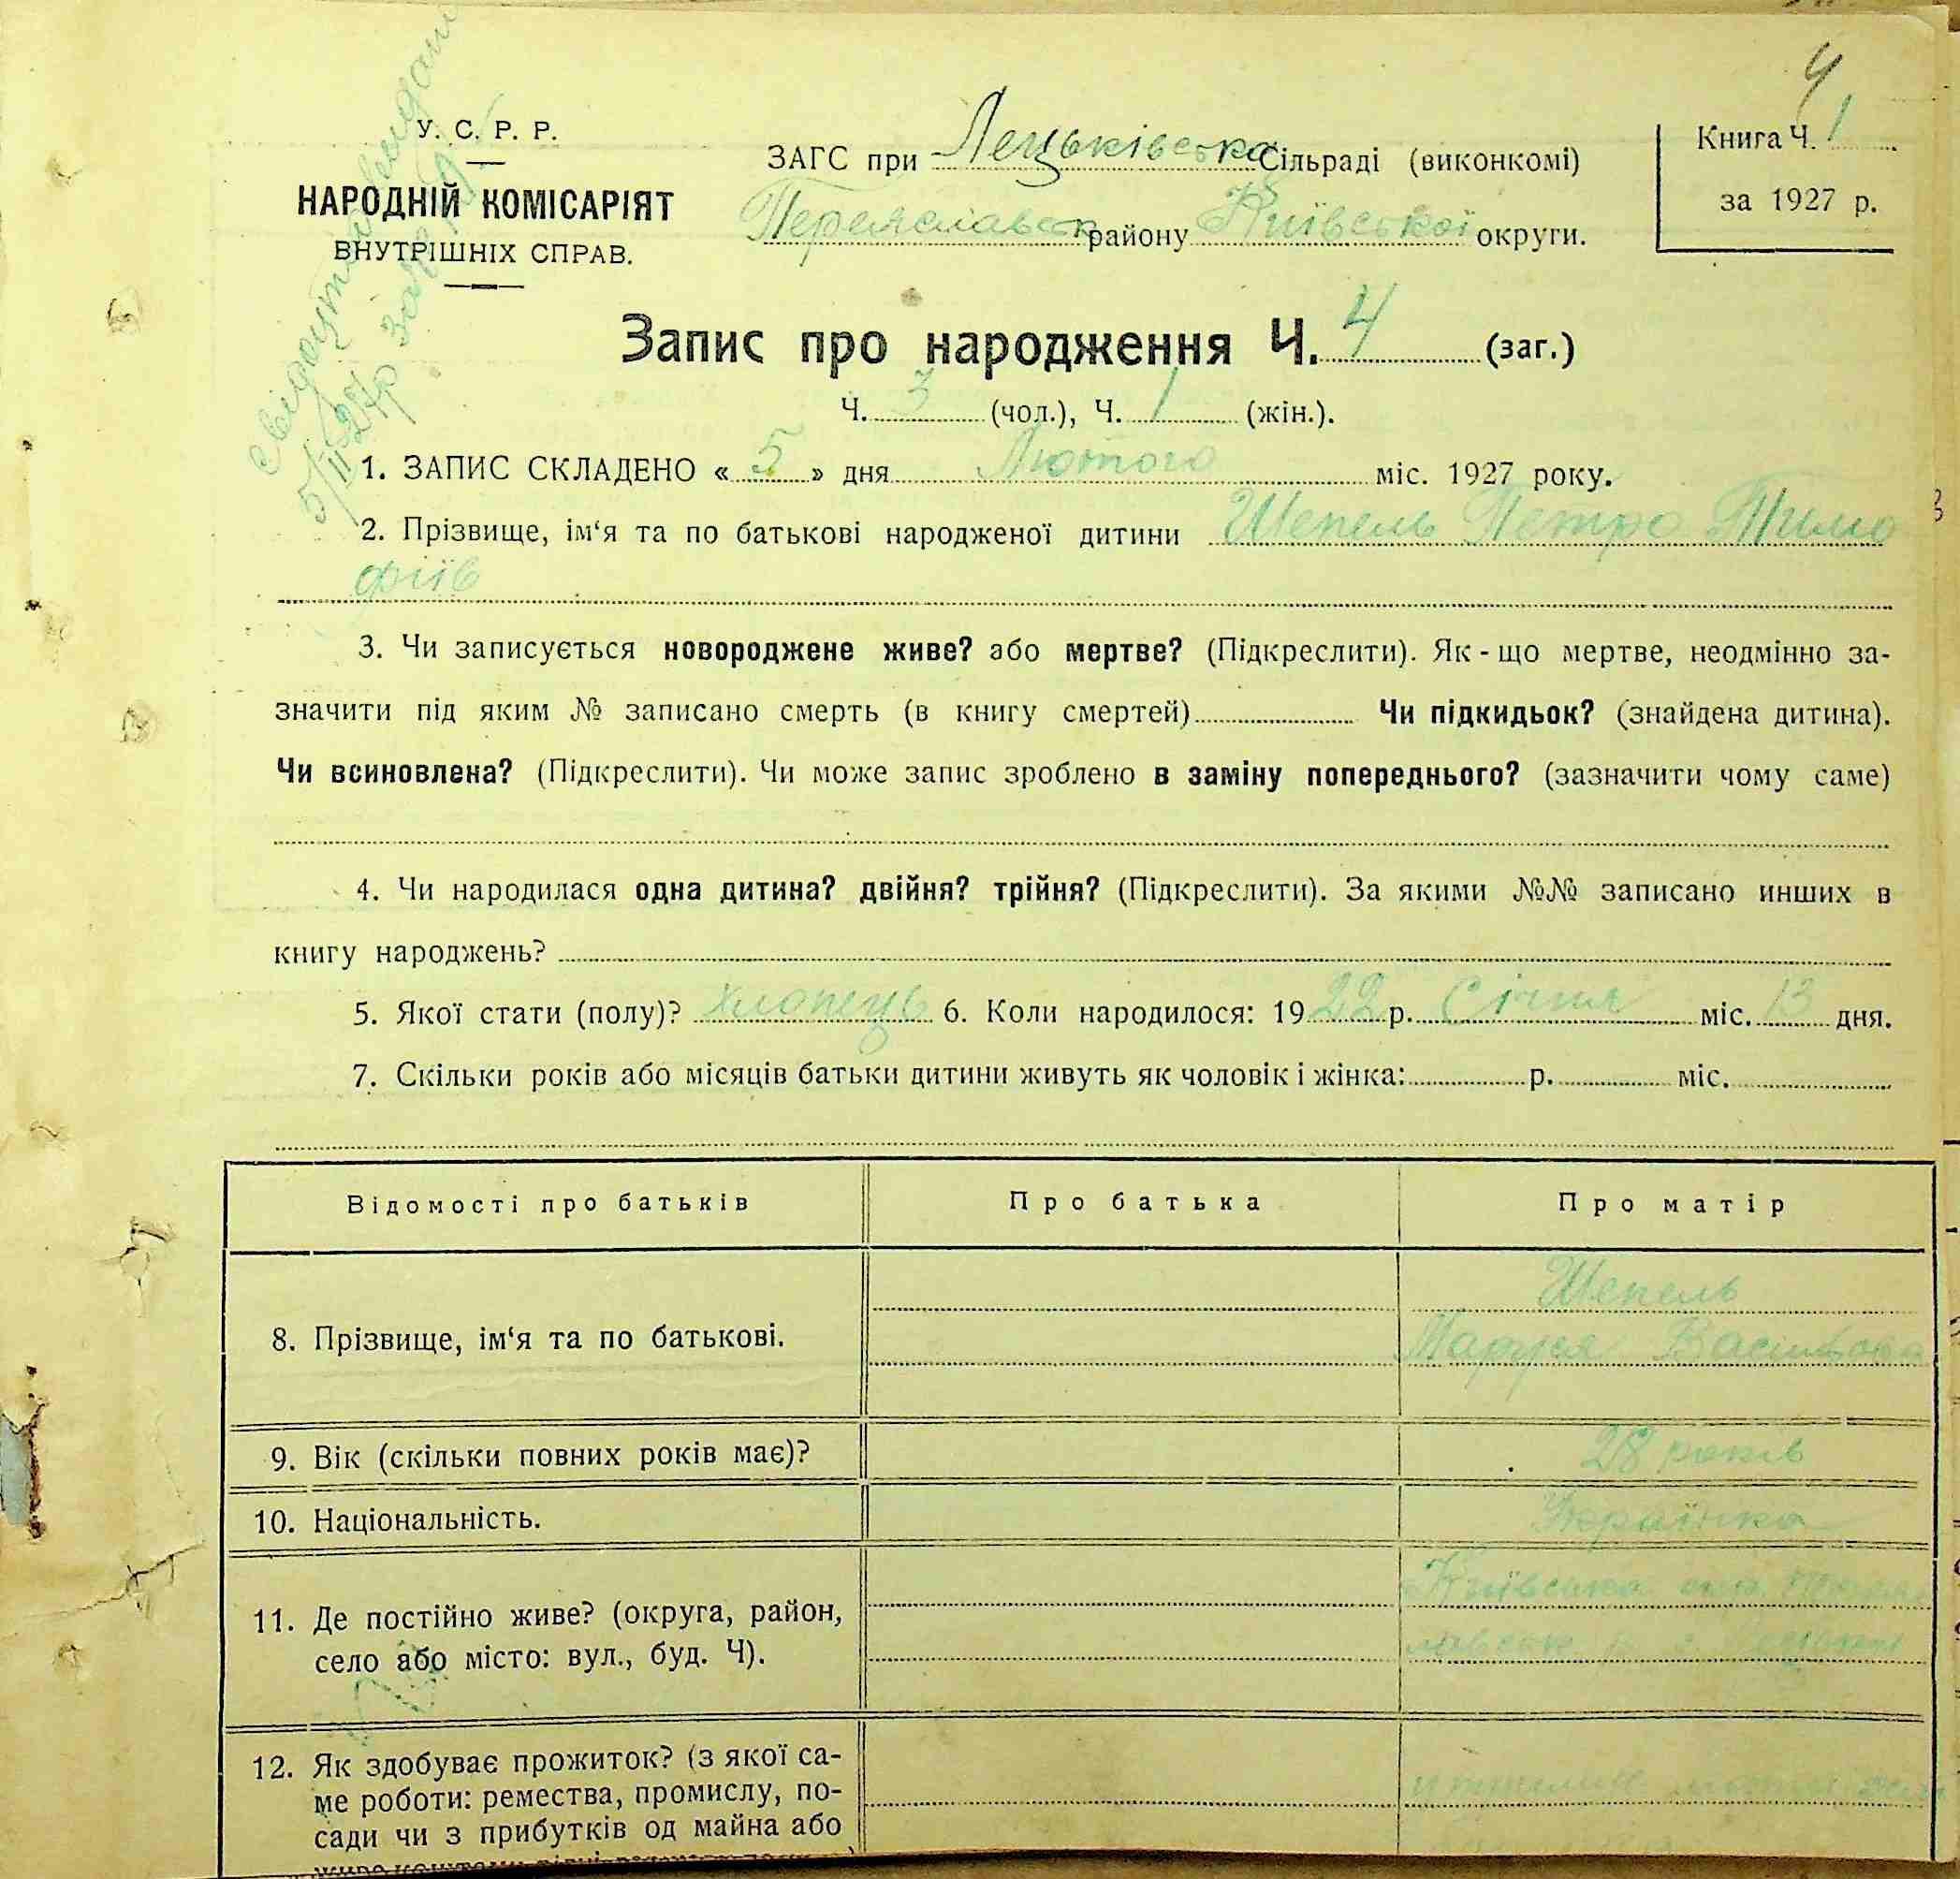 4
У. С. Р. Р.
НАРОДНІЙ КОМІСАРІЯТ
ВНУТРІШНІХ СПРАВ.
ЗАГС при Лецьківська Сільраді (виконкомі)
Переяславськ району Київської округи.
Книга Ч. 1
за 1927 р.
Запис про народження Ч. 4 (заг.)
Ч. 3 (чол.), Ч. 1 (жін.).
1. ЗАПИС СКЛАДЕНО « 5 » дня Лютого міс. 1927 року.
2. Прізвище, ім‘я та по батькові народженої дитини Шепель Петро Тимо
фіїв
3. Чи записується новороджене живе? або мертве? (Підкреслити). Як-що мертве, неодмінно за-
значити під яким № записано смерть (в книгу смертей) Чи підкидьок? (знайдена дитина).
Чи всиновлена? (Підкреслити). Чи може запис зроблено в заміну попереднього? (зазначити чому саме)
4. Чи народилася одна дитина? двійня? трійня? (Підкреслити). За якими №№ записано инших в
книгу народжень?
5. Якої стати (полу)? хлопець 6. Коли народилося: 19 22 р. Січня міс. 13 дня.
7. Скільки років або місяців батьки дитини живуть як чоловік і жінка: р. міс.
Відомості про батьків Про батька Про матір
8. Прізвище, ім‘я та по батькові.
Шепель
Маруся Василівна
9. Вік (скільки повних років має)? 28 років
10. Національність. Українка
11. Де постійно живе? (округа, район,
село або місто: вул., буд. Ч).
Київська окр.
12. Як здобуває прожиток? (з якої са-
ме роботи: ремества, промислу, по-
сади чи з прибутків од майна або